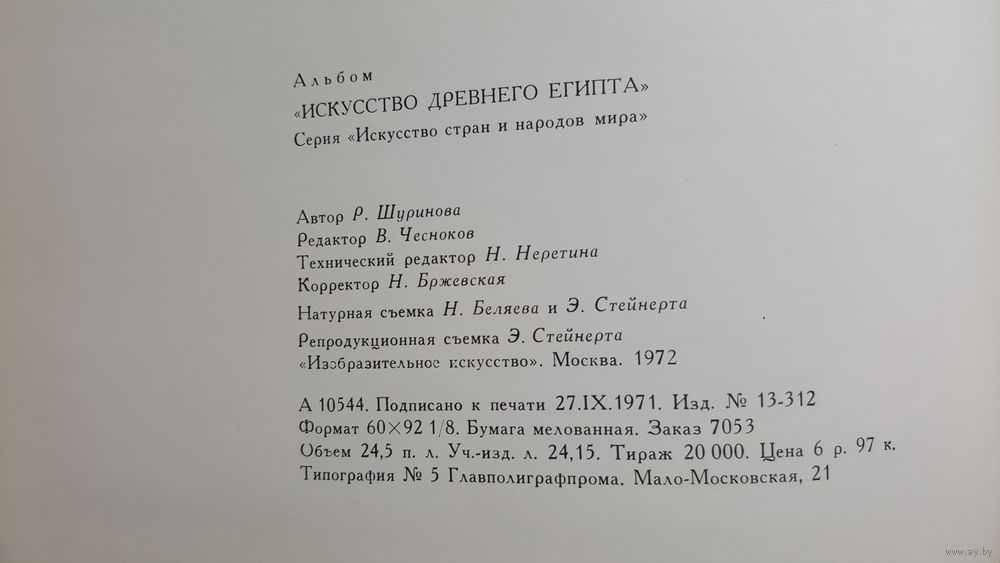 Альбом
«ИСКУССТВО ДРЕВНЕГО ЕГИПТА»
Серия «Искусство стран и народов мира»
Автор Р. Шуринова
Редактор В. Чесноков
Технический редактор Н. Неретина
Корректор Н. Бржевская
Натурная съемка Н. Беляева и Э. Стейнерта
Репродукционная съемка Э. Стейнерта
«Изобразительное искусство». Москва. 1972
А 10544. Подписано к печати 27.IX.1971. Изд. № 13-312
Формат 60×92 1/8. Бумага мелованная. Заказ 7053
Объем 24,5 п. л. Уч.-изд. л. 24,15. Тираж 20 000. Цена 6 р. 97 к.
Типография № 5 Главполиграфпрома. Мало-Московская, 21
www.ay.by